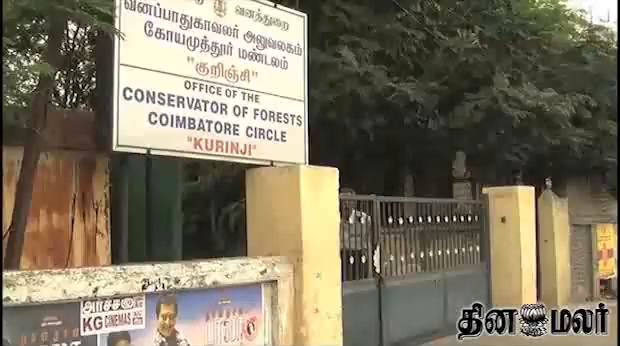 வனத்துறை
வனப்பாதுகாவலர் அலுவலகம்
கோயமுத்தூர் மண்டலம்
"குறிஞ்சி"
OFFICE OF THE
CONSERVATOR OF FORESTS
COIMBATORE CIRCLE
"KURINJI"
KG CINEMAS
தினமலர்